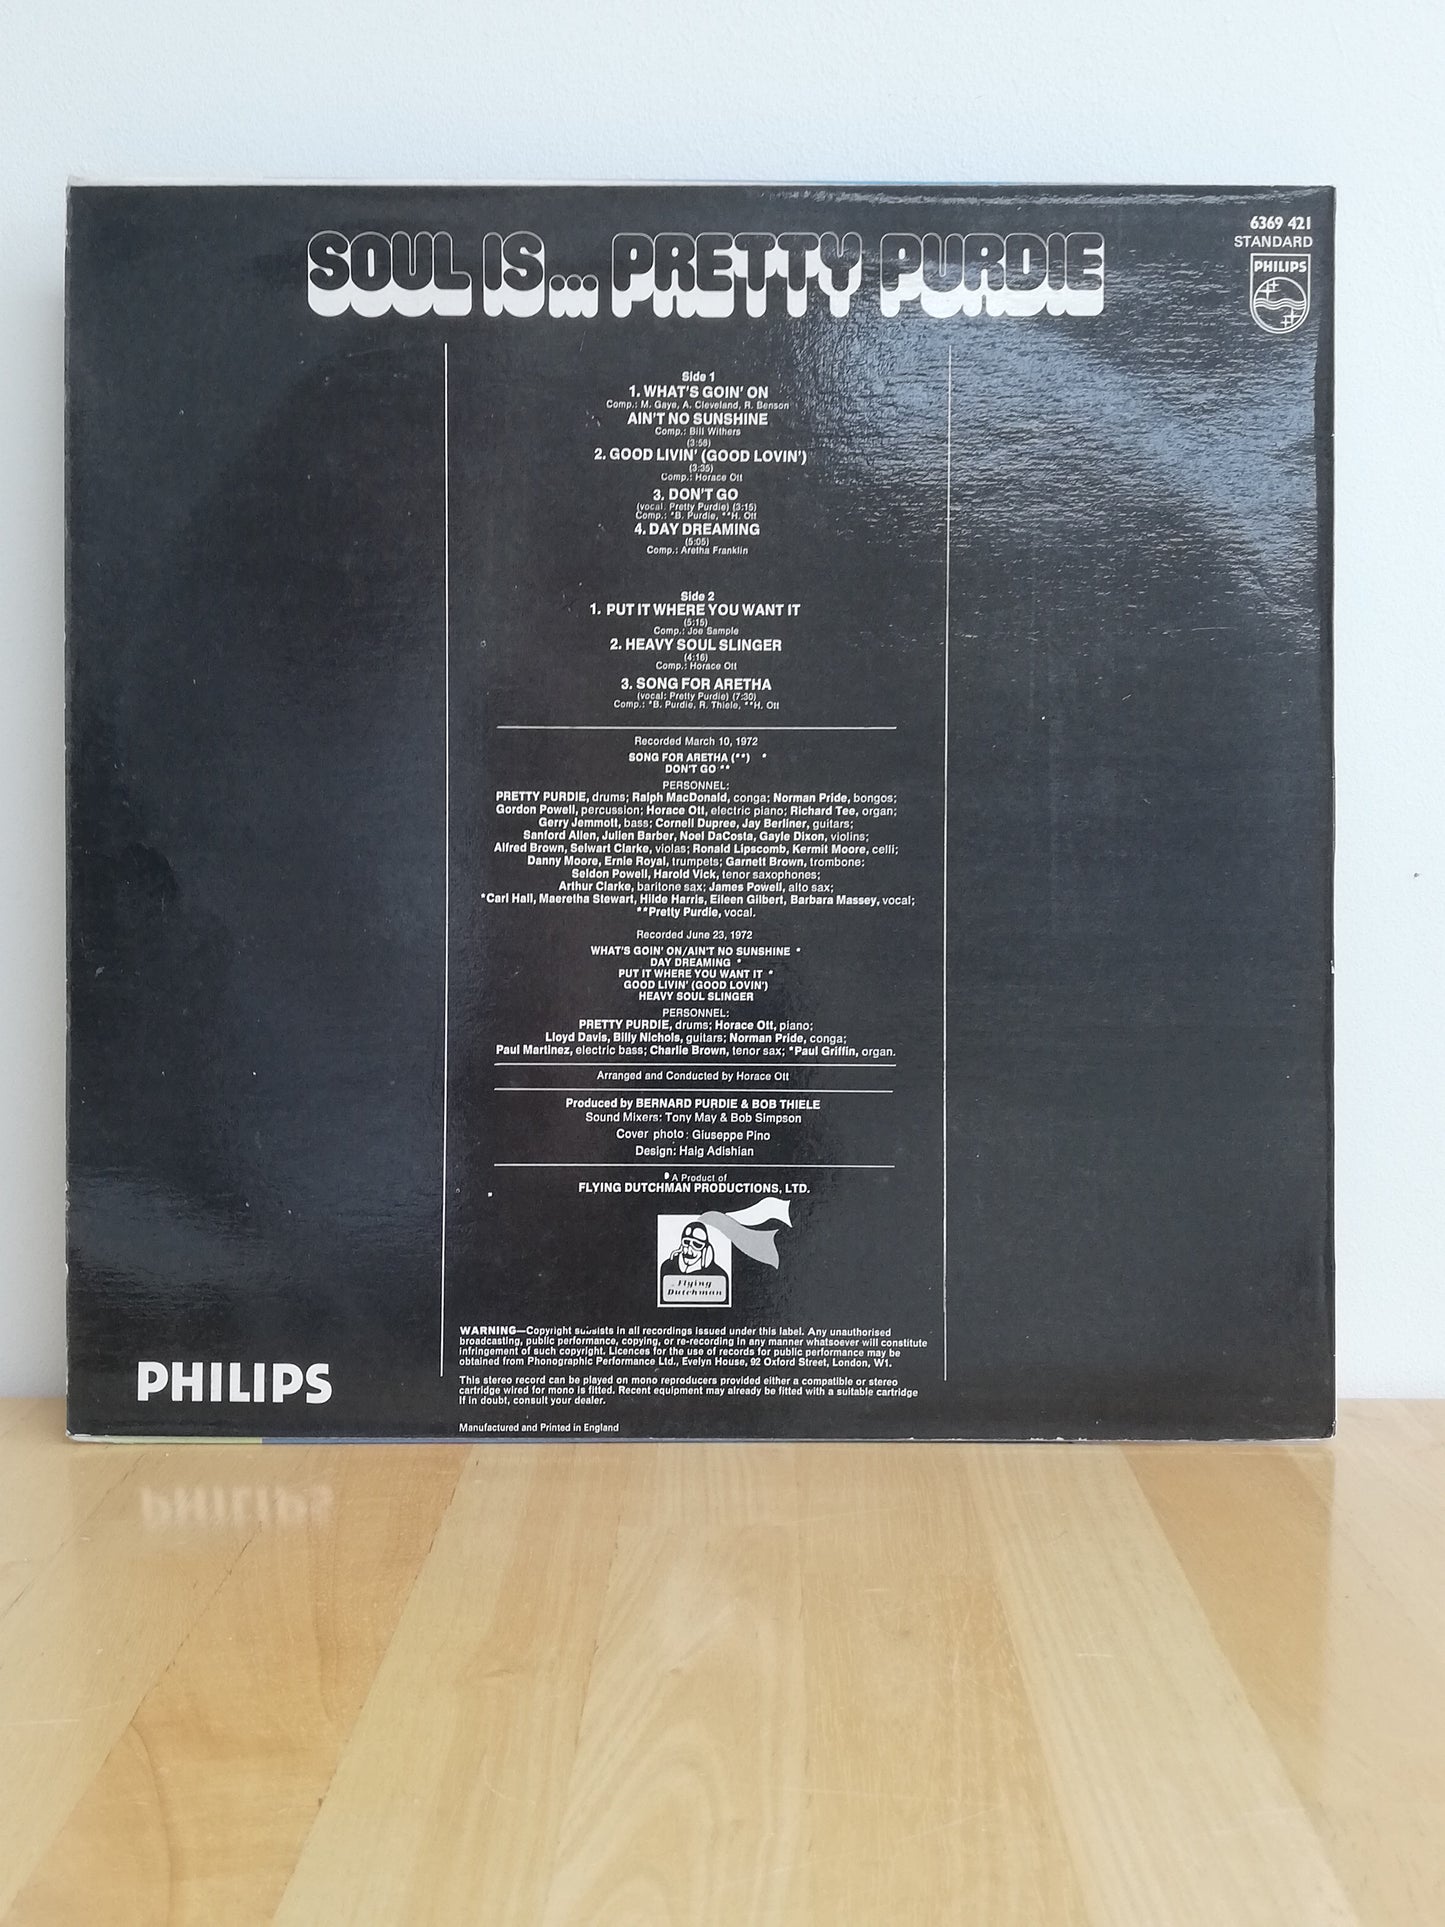 6369 421
STANDARD
PHILIPS
SOUL IS... PRETTY PURDIE
Side 1
1. WHAT'S GOIN' ON
Comp.: M. Gaye, A. Cleveland, R. Benson
AIN'T NO SUNSHINE
Comp.: Bill Withers
(3:58)
2. GOOD LIVIN' (GOOD LOVIN')
(3:35)
Comp.: Horace Ott
3. DON'T GO
(vocal: Pretty Purdie) (3:15)
Comp.: *B. Purdie, **H. Ott
4. DAY DREAMING
(5:05)
Comp.: Aretha Franklin
Side 2
1. PUT IT WHERE YOU WANT IT
(5:15)
Comp.: Joe Sample
2. HEAVY SOUL SLINGER
(4:16)
Comp.: Horace Ott
3. SONG FOR ARETHA
(vocal: Pretty Purdie) (7:30)
Comp.: *B. Purdie, R. Thiele, **H. Ott
Recorded March 10, 1972
SONG FOR ARETHA (**) *
DON'T GO **
PERSONNEL:
PRETTY PURDIE, drums; Ralph MacDonald, conga; Norman Pride, bongos;
Gordon Powell, percussion; Horace Ott, electric piano; Richard Tee, organ;
Gerry Jemmott, bass; Cornell Dupree, Jay Berliner, guitars;
Sanford Allen, Julien Barber, Noel DaCosta, Gayle Dixon, violins;
Alfred Brown, Selwart Clarke, violas; Ronald Lipscomb, Kermit Moore, celli;
Danny Moore, Ernie Royal, trumpets; Garnett Brown, trombone;
Seldon Powell, Harold Vick, tenor saxophones;
Arthur Clarke, baritone sax; James Powell, alto sax;
*Carl Hall, Maeretha Stewart, Hilde Harris, Eileen Gilbert, Barbara Massey, vocal;
**Pretty Purdie, vocal.
Recorded June 23, 1972
WHAT'S GOIN' ON/AIN'T NO SUNSHINE *
DAY DREAMING *
PUT IT WHERE YOU WANT IT *
GOOD LIVIN' (GOOD LOVIN')
HEAVY SOUL SLINGER
PERSONNEL:
PRETTY PURDIE, drums; Horace Ott, piano;
Lloyd Davis, Billy Nichols, guitars; Norman Pride, conga;
Paul Martinez, electric bass; Charlie Brown, tenor sax; *Paul Griffin, organ.
Arranged and Conducted by Horace Ott
Produced by BERNARD PURDIE & BOB THIELE
Sound Mixers: Tony May & Bob Simpson
Cover photo: Giuseppe Pino
Design: Haig Adishian
A Product of
FLYING DUTCHMAN PRODUCTIONS, LTD.
Flying
Dutchman
WARNING—Copyright subsists in all recordings issued under this label. Any unauthorised
broadcasting, public performance, copying, or re-recording in any manner whatsoever will constitute
infringement of such copyright. Licences for the use of records for public performance may be
obtained from Phonographic Performance Ltd., Evelyn House, 92 Oxford Street, London, W1.
This stereo record can be played on mono reproducers provided either a compatible or stereo
cartridge wired for mono is fitted. Recent equipment may already be fitted with a suitable cartridge
If in doubt, consult your dealer.
Manufactured and Printed in England
PHILIPS